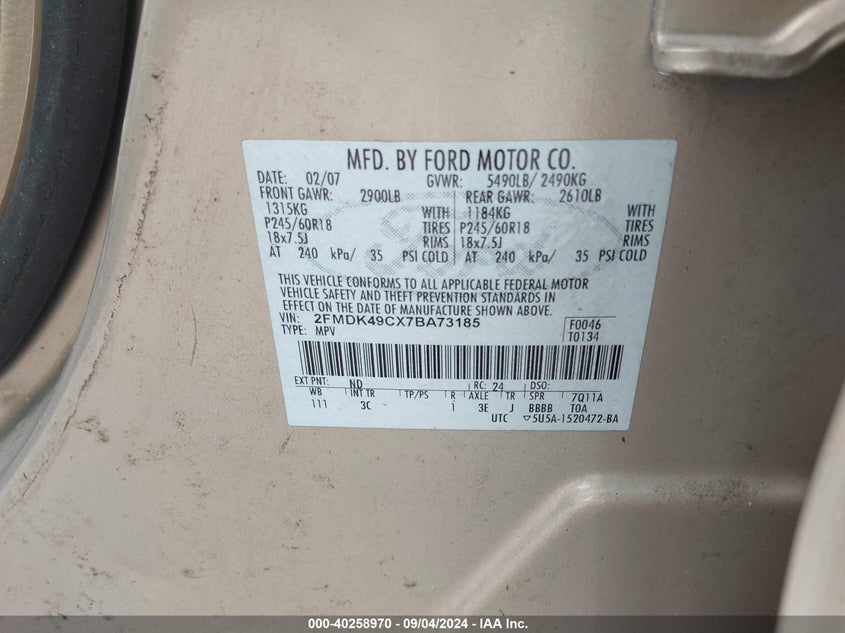 MFD. BY FORD MOTOR CO.
DATE: 02/07 GVWR: 5490LB/ 2490KG
FRONT GAWR: 2900LB REAR GAWR: 2610LB
1315KG WITH 1184KG WITH
P245/60R18 TIRES P245/60R18 TIRES
18x7.5J RIMS 18x7.5J RIMS
AT 240 kPa/ 35 PSI COLD AT 240 kPa/ 35 PSI COLD
THIS VEHICLE CONFORMS TO ALL APPLICABLE FEDERAL MOTOR
VEHICLE SAFETY AND THEFT PREVENTION STANDARDS IN
EFFECT ON THE DATE OF MANUFACTURE SHOWN ABOVE.
VIN: 2FMDK49CX7BA73185 F0046
TYPE: MPV T0134
EXT PNT: ND RC: 24 DSO:
WB INT TR TP/PS R AXLE TR SPR 7Q11A
111 3C 1 3E J BBBB TOA
UTC ▽5U5A-1520472-BA
000-40258970 - 09/04/2024 - IAAI Inc.